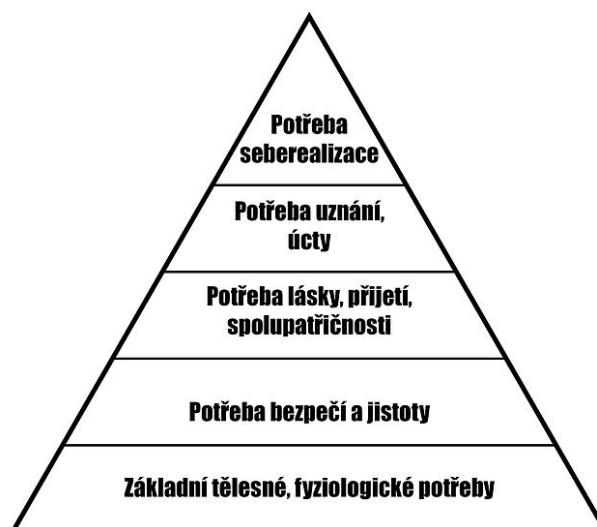 Potřeba
seberealizace
Potřeba uznání,
úcty
Potřeba lásky, přijetí,
spolupatřičnosti
Potřeba bezpečí a jistoty
Základní tělesné, fyziologické potřeby